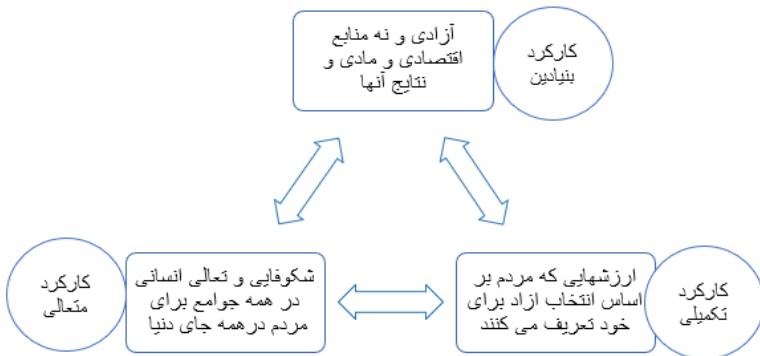 آزادی و نه منابع
اقتصادی و مادی و
نتایج آنها
کارکرد
بنیادین
ارزشهایی که مردم بر
اساس انتخاب ازاد برای
خود تعریف می کنند
کارکرد
تکمیلی
شکوفایی و تعالی انسانی
در همه جوامع برای
مردم درهمه جای دنیا
کارکرد
متعالی